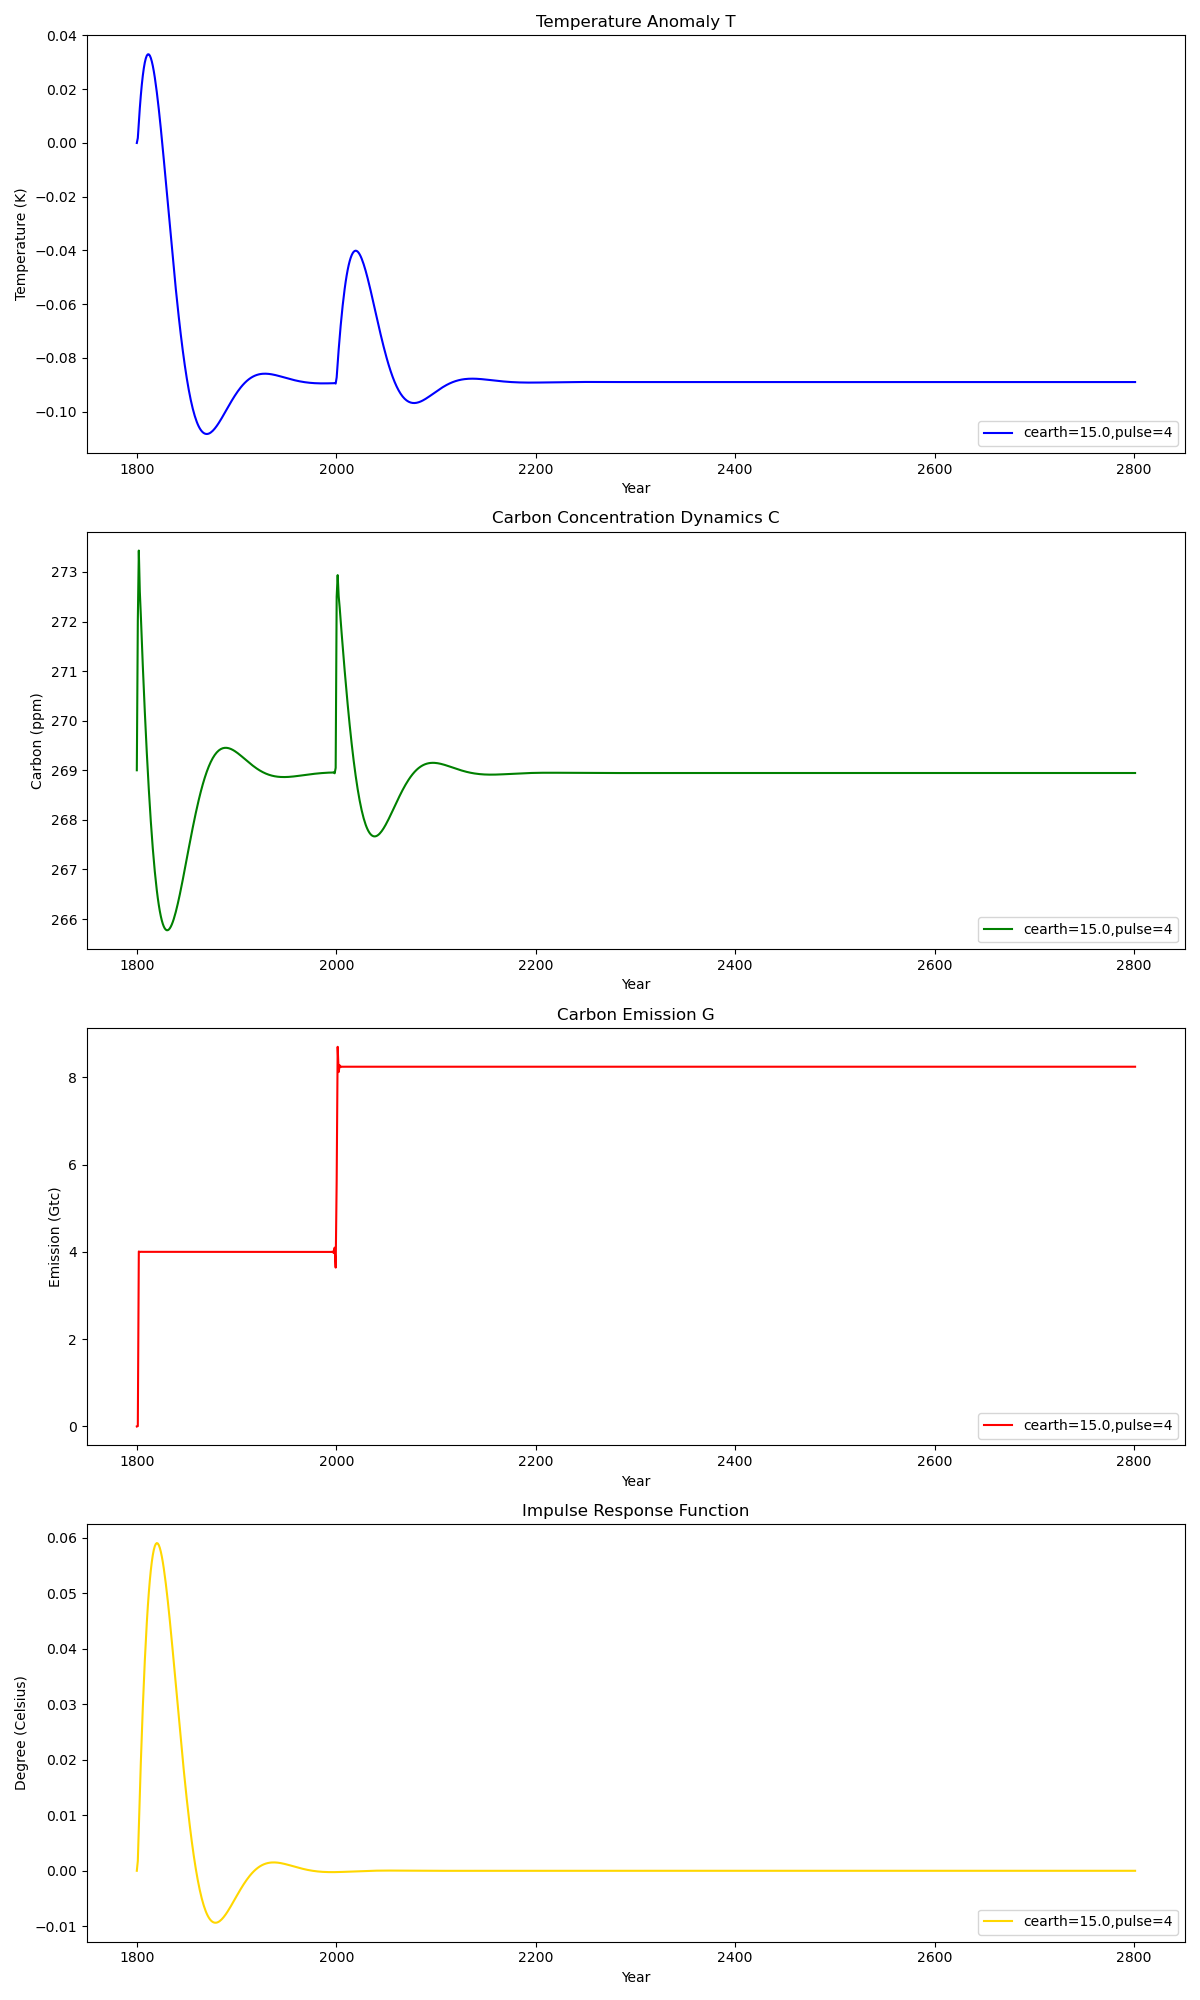 Temperature Anomaly T
0.04
0.02
0.00
−0.02
−0.04
−0.06
−0.08
−0.10
Temperature (K)
cearth=15.0,pulse=4
1800 2000 2200 2400 2600 2800
Year
Carbon Concentration Dynamics C
273
272
271
270
269
268
267
266
Carbon (ppm)
cearth=15.0,pulse=4
1800 2000 2200 2400 2600 2800
Year
Carbon Emission G
8
6
4
2
0
Emission (Gtc)
cearth=15.0,pulse=4
1800 2000 2200 2400 2600 2800
Year
Impulse Response Function
0.06
0.05
0.04
0.03
0.02
0.01
0.00
−0.01
Degree (Celsius)
cearth=15.0,pulse=4
1800 2000 2200 2400 2600 2800
Year